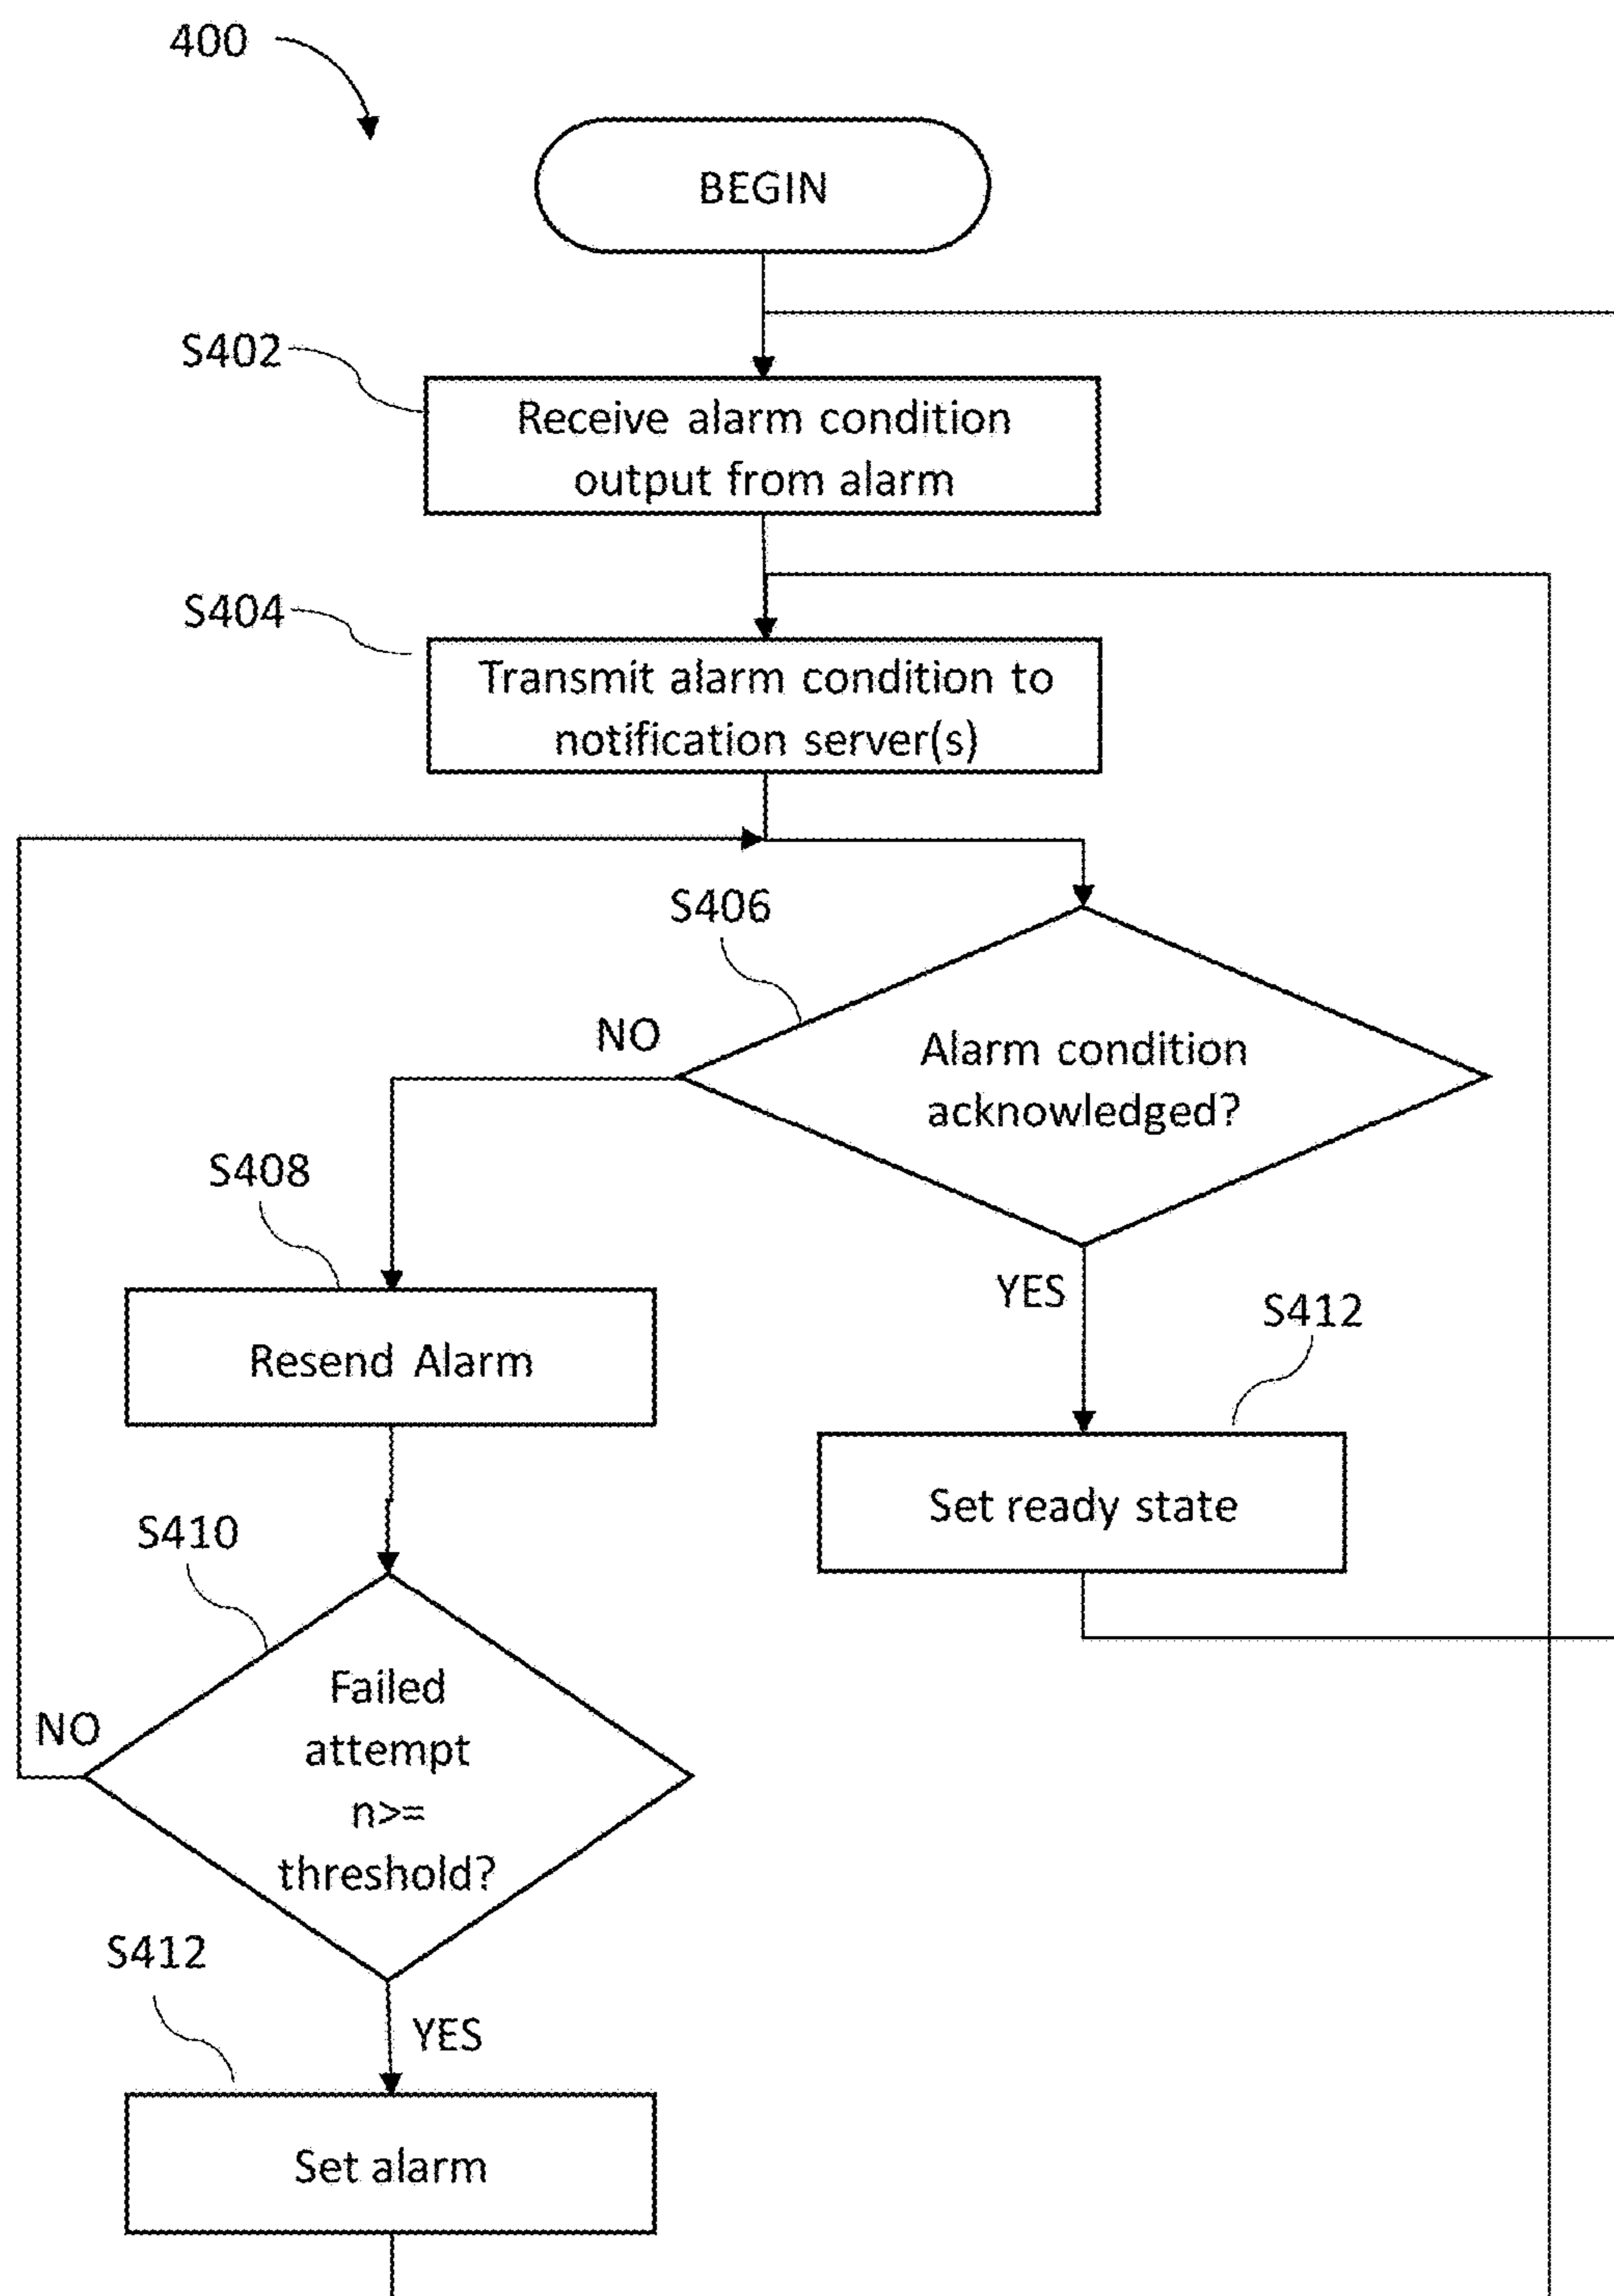 400
BEGIN
S402
Receive alarm condition
output from alarm
S404
Transmit alarm condition to
notification server(s)
S406
NO
Alarm condition
acknowledged?
S408
YES
S412
Resend Alarm
Set ready state
S410
Failed
attempt
n>=
threshold?
NO
S412
YES
Set alarm